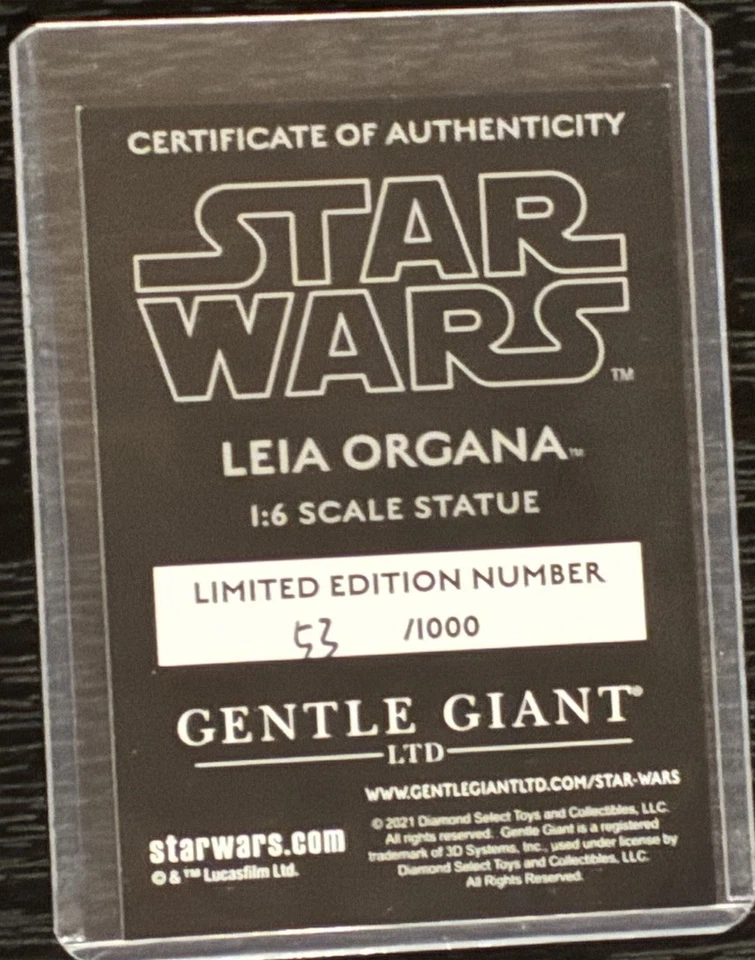 CERTIFICATE OF AUTHENTICITY
STAR
WARS™
LEIA ORGANA™
1:6 SCALE STATUE
LIMITED EDITION NUMBER
53 /1000
GENTLE GIANT®
LTD
WWW.GENTLEGIANTLTD.COM/STAR-WARS
starwars.com
© & ™ Lucasfilm Ltd.
© 2021 Diamond Select Toys and Collectibles, LLC.
All rights reserved. Gentle Giant is a registered
trademark of 3D Systems, Inc., used under license by
Diamond Select Toys and Collectibles, LLC.
All Rights Reserved.